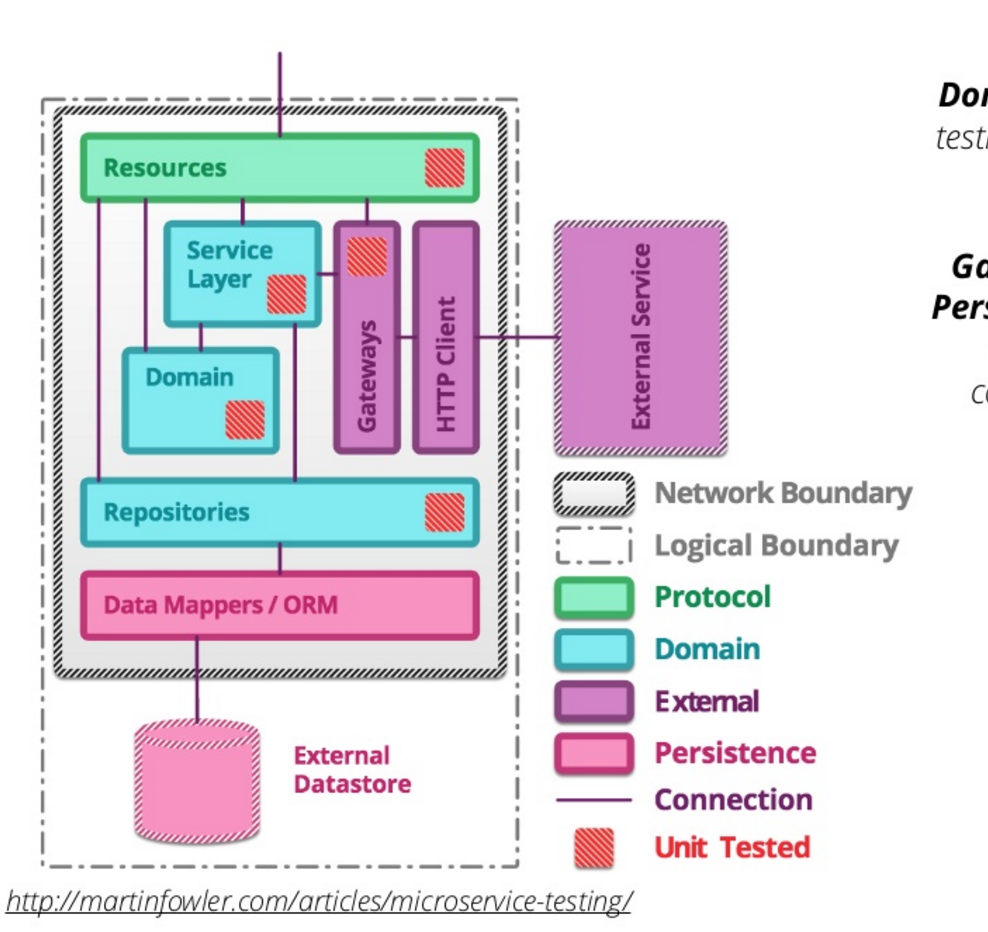 Resources
Service
Layer
Gateways
HTTP Client
External Service
Domain
Repositories
Data Mappers / ORM
External
Datastore
Network Boundary
Logical Boundary
Protocol
Domain
External
Persistence
Connection
Unit Tested
http://martinfowler.com/articles/microservice-testing/